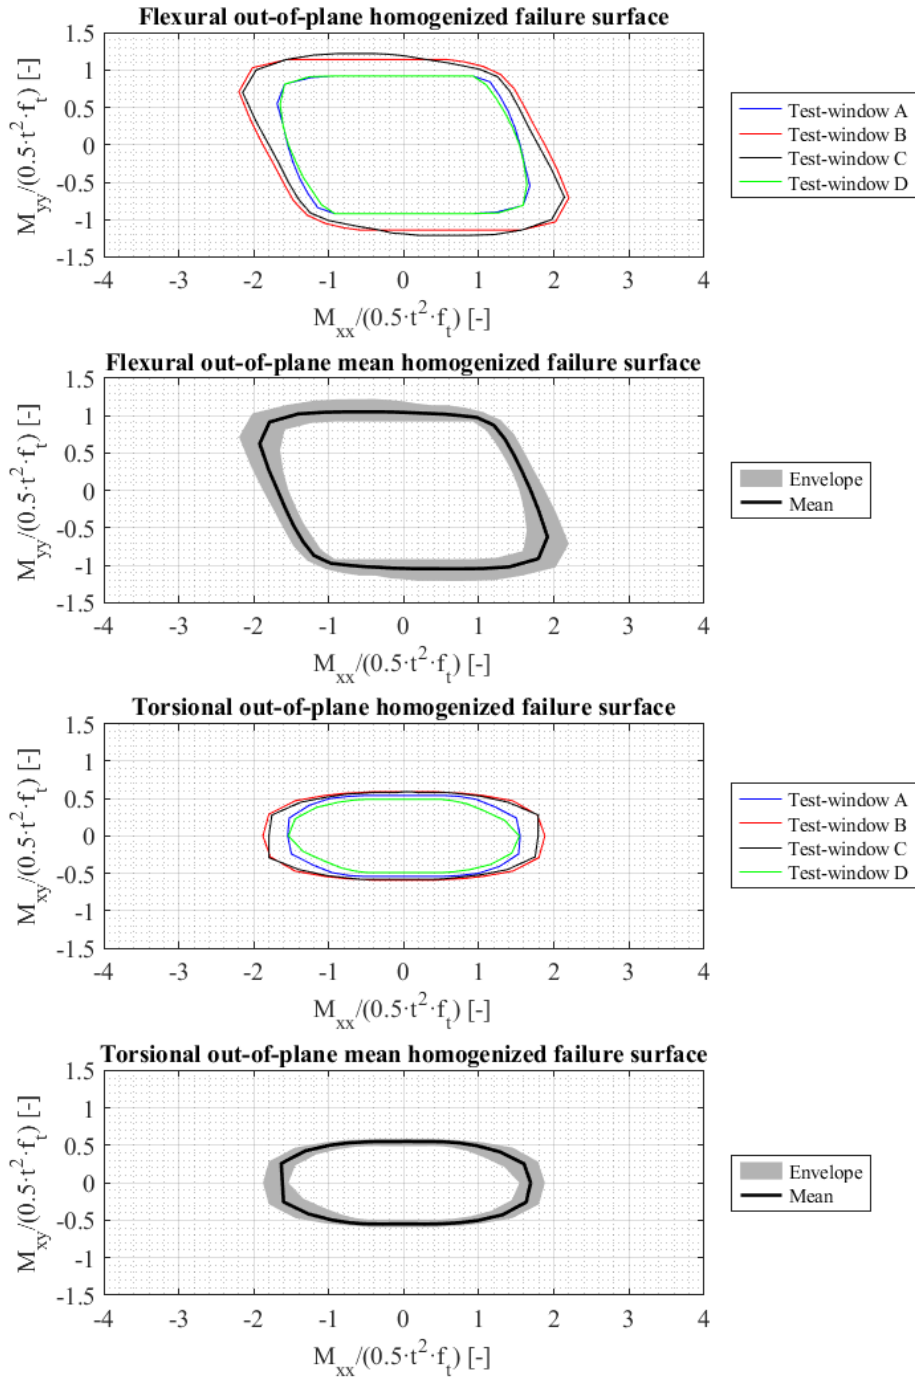 Flexural out-of-plane homogenized failure surface
1.5
1
0.5
0
-0.5
-1
-1.5
M_yy/(0.5·t^2·f_t) [-]
-4 -3 -2 -1 0 1 2 3 4
M_xx/(0.5·t^2·f_t) [-]
Test-window A
Test-window B
Test-window C
Test-window D
Flexural out-of-plane mean homogenized failure surface
1.5
1
0.5
0
-0.5
-1
-1.5
M_yy/(0.5·t^2·f_t) [-]
-4 -3 -2 -1 0 1 2 3 4
M_xx/(0.5·t^2·f_t) [-]
Envelope
Mean
Torsional out-of-plane homogenized failure surface
1.5
1
0.5
0
-0.5
-1
-1.5
M_xy/(0.5·t^2·f_t) [-]
-4 -3 -2 -1 0 1 2 3 4
M_xx/(0.5·t^2·f_t) [-]
Test-window A
Test-window B
Test-window C
Test-window D
Torsional out-of-plane mean homogenized failure surface
1.5
1
0.5
0
-0.5
-1
-1.5
M_xy/(0.5·t^2·f_t) [-]
-4 -3 -2 -1 0 1 2 3 4
M_xx/(0.5·t^2·f_t) [-]
Envelope
Mean